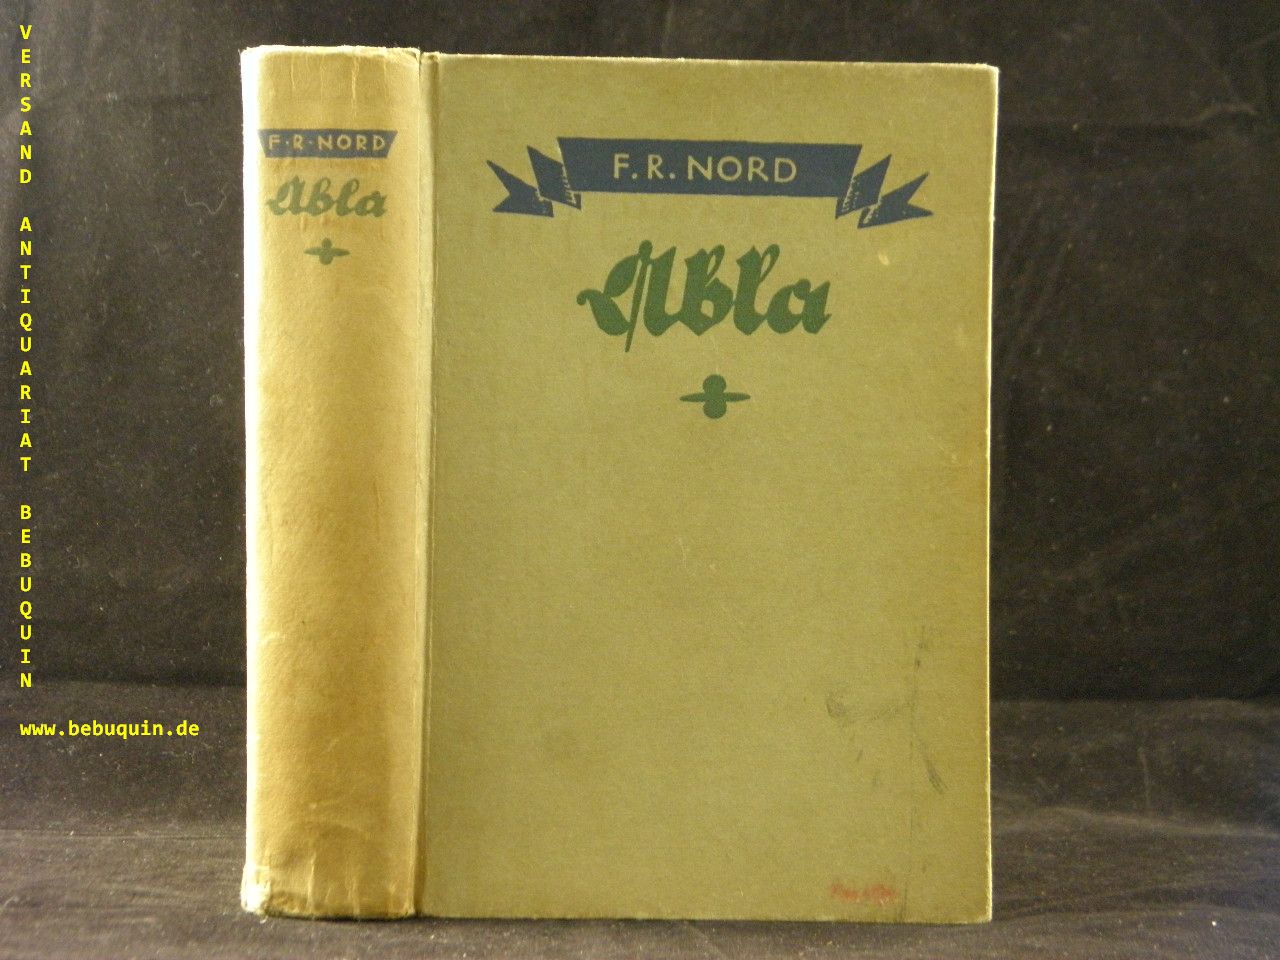 VERSAND ANTIQUARIAT BEBUQUIN
www.bebuquin.de
F·R·NORD
Abla
F. R. NORD
Abla